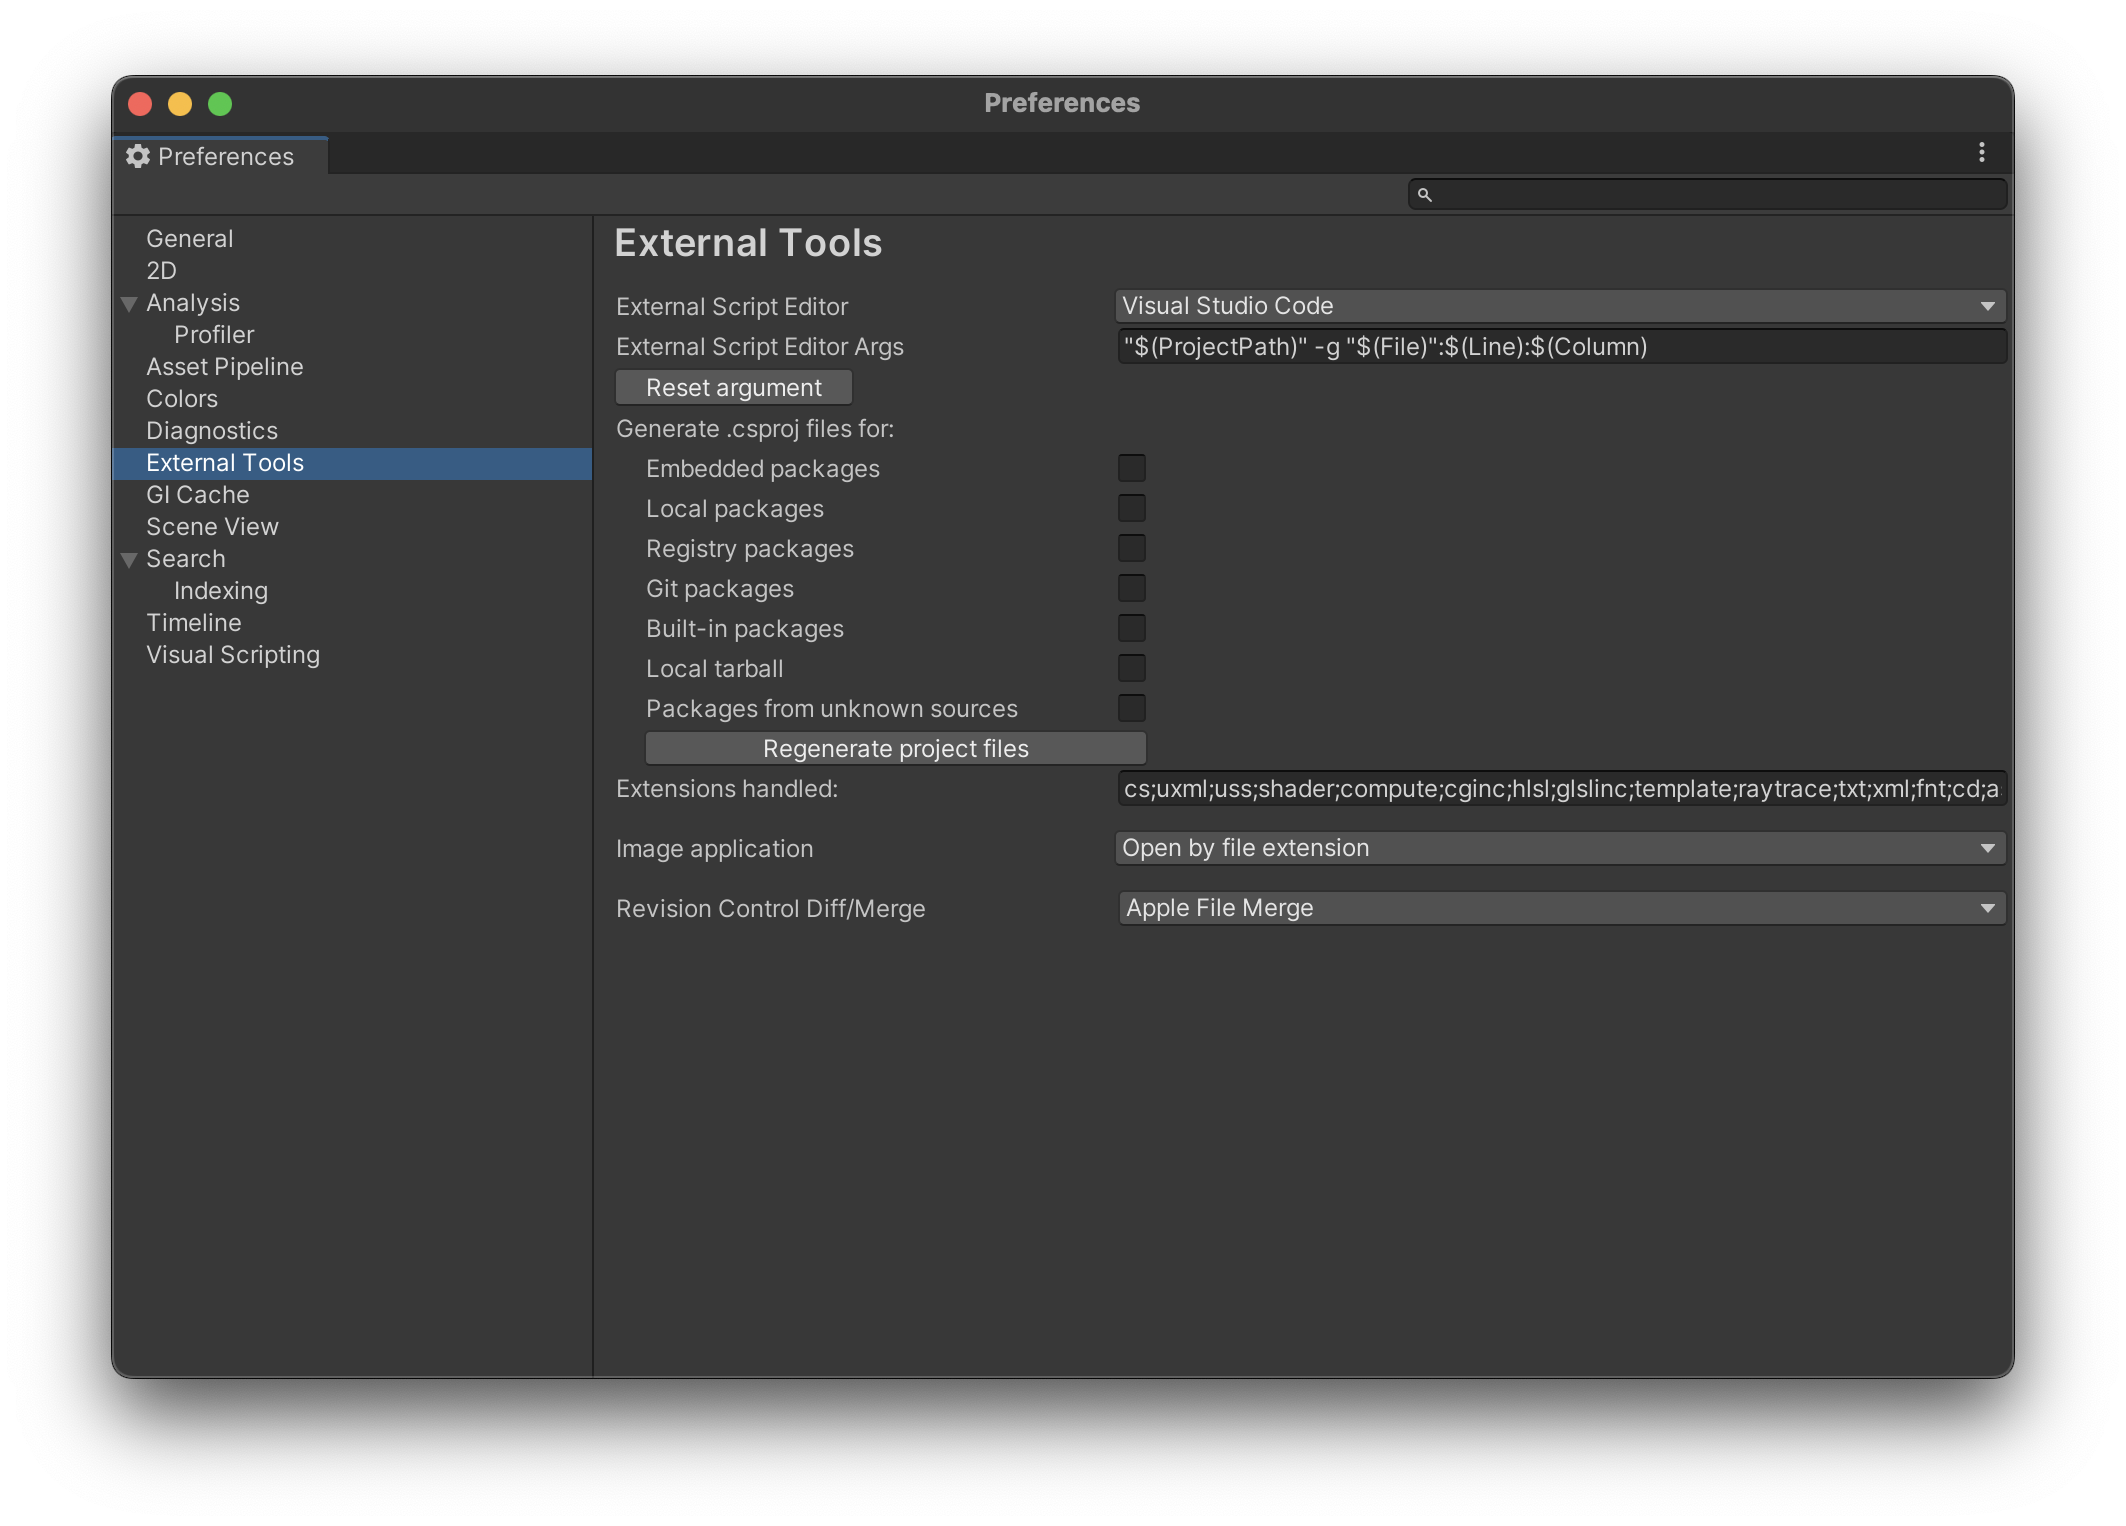 Preferences
Preferences
General
2D
Analysis
Profiler
Asset Pipeline
Colors
Diagnostics
External Tools
GI Cache
Scene View
Search
Indexing
Timeline
Visual Scripting
External Tools
External Script Editor Visual Studio Code
External Script Editor Args "$(ProjectPath)" -g "$(File)":$(Line):$(Column)
Reset argument
Generate .csproj files for:
Embedded packages
Local packages
Registry packages
Git packages
Built-in packages
Local tarball
Packages from unknown sources
Regenerate project files
Extensions handled: cs;uxml;uss;shader;compute;cginc;hlsl;glslinc;template;raytrace;txt;xml;fnt;cd;a
Image application Open by file extension
Revision Control Diff/Merge Apple File Merge